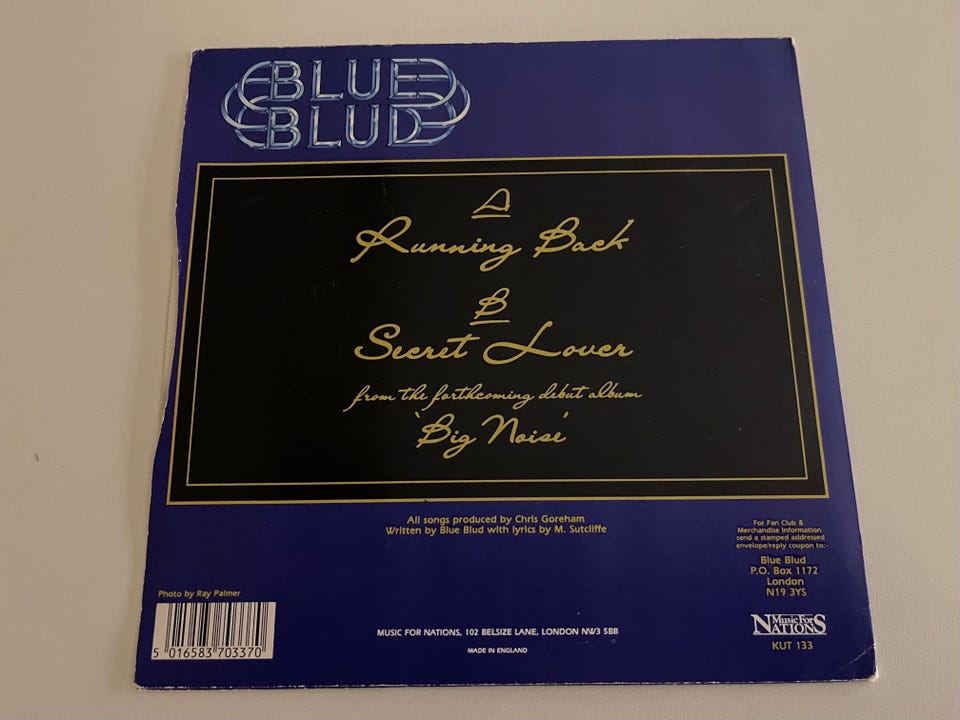 BLUE
BLUD
A
Running Back
B
Secret Lover
from the forthcoming debut album
'Big Noise'
All songs produced by Chris Goreham
Written by Blue Blud with lyrics by M. Sutcliffe
For Fan Club &
Merchandise Information
send a stamped addressed
envelope/reply coupon to:-
Blue Blud
P.O. Box 1172
London
N19 3YS
Photo by Ray Palmer
5 016583 703370
MUSIC FOR NATIONS, 102 BELSIZE LANE, LONDON NW3 5BB
MADE IN ENGLAND
Music For
NATIONS
KUT 133